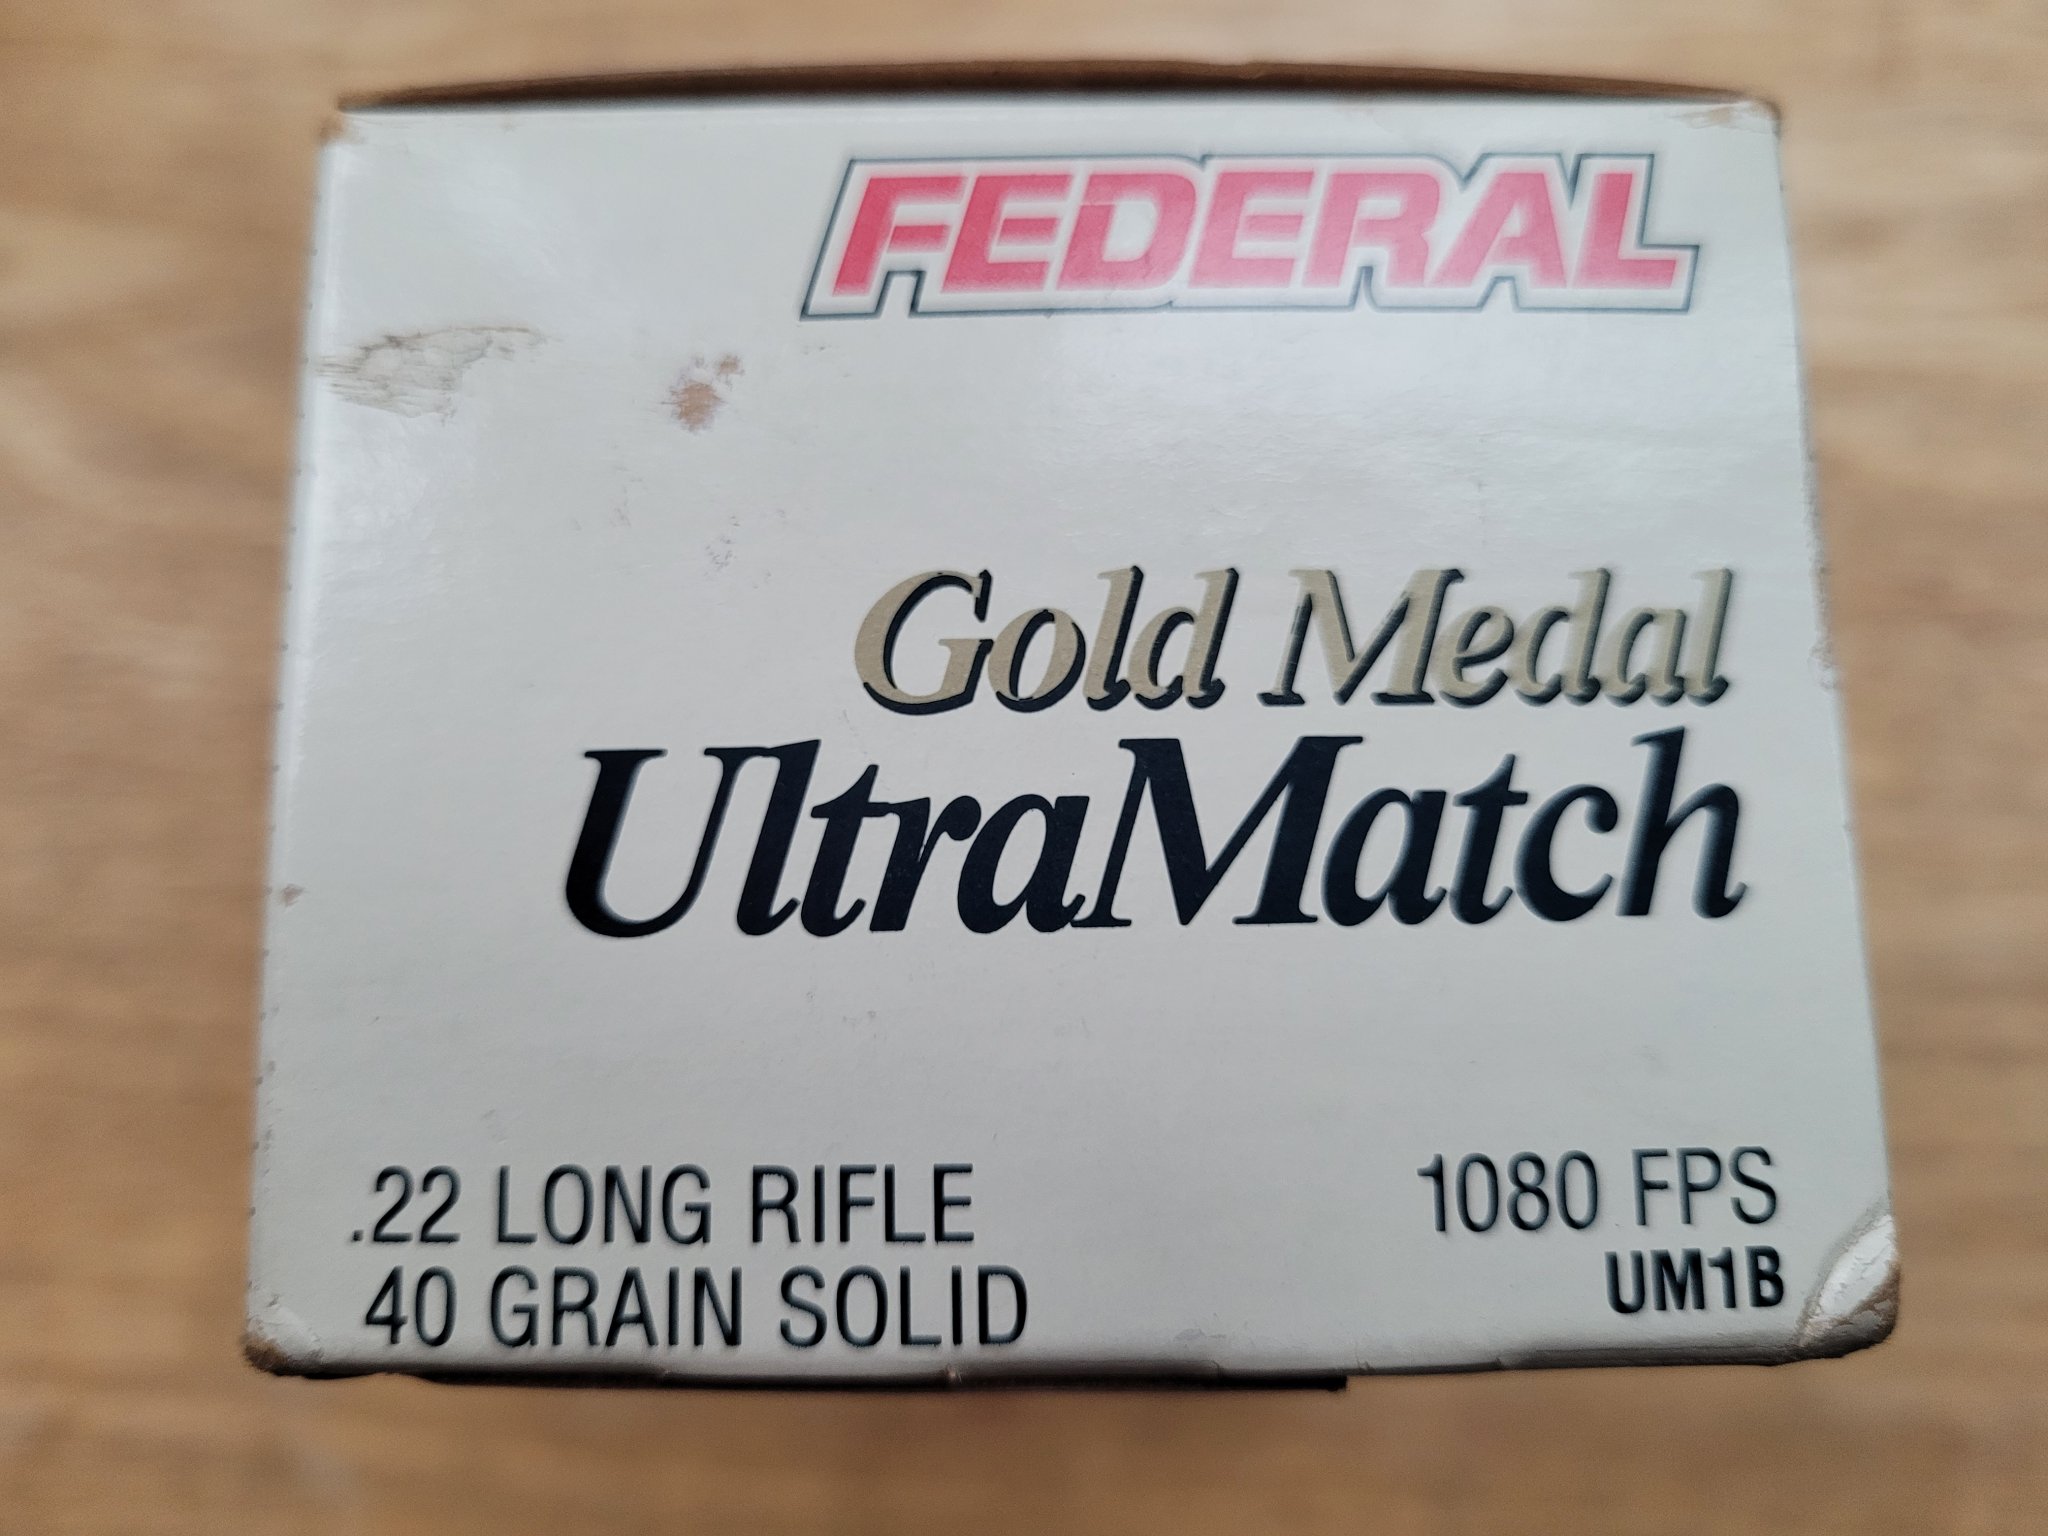 FEDERAL
Gold Medal
UltraMatch
.22 LONG RIFLE
40 GRAIN SOLID
1080 FPS
UM1B